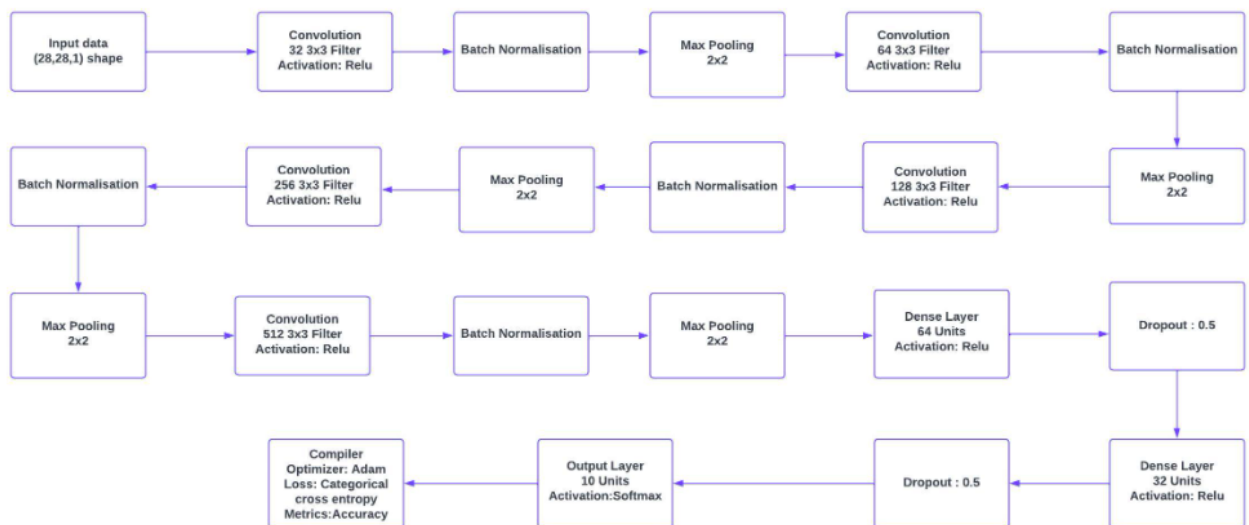 Input data
(28,28,1) shape
Convolution
32 3x3 Filter
Activation: Relu
Batch Normalisation
Max Pooling
2x2
Convolution
64 3x3 Filter
Activation: Relu
Batch Normalisation
Max Pooling
2x2
Convolution
128 3x3 Filter
Activation: Relu
Batch Normalisation
Max Pooling
2x2
Convolution
256 3x3 Filter
Activation: Relu
Batch Normalisation
Max Pooling
2x2
Convolution
512 3x3 Filter
Activation: Relu
Batch Normalisation
Max Pooling
2x2
Dense Layer
64 Units
Activation: Relu
Dropout : 0.5
Dense Layer
32 Units
Activation: Relu
Dropout : 0.5
Output Layer
10 Units
Activation:Softmax
Compiler
Optimizer: Adam
Loss: Categorical
cross entropy
Metrics:Accuracy